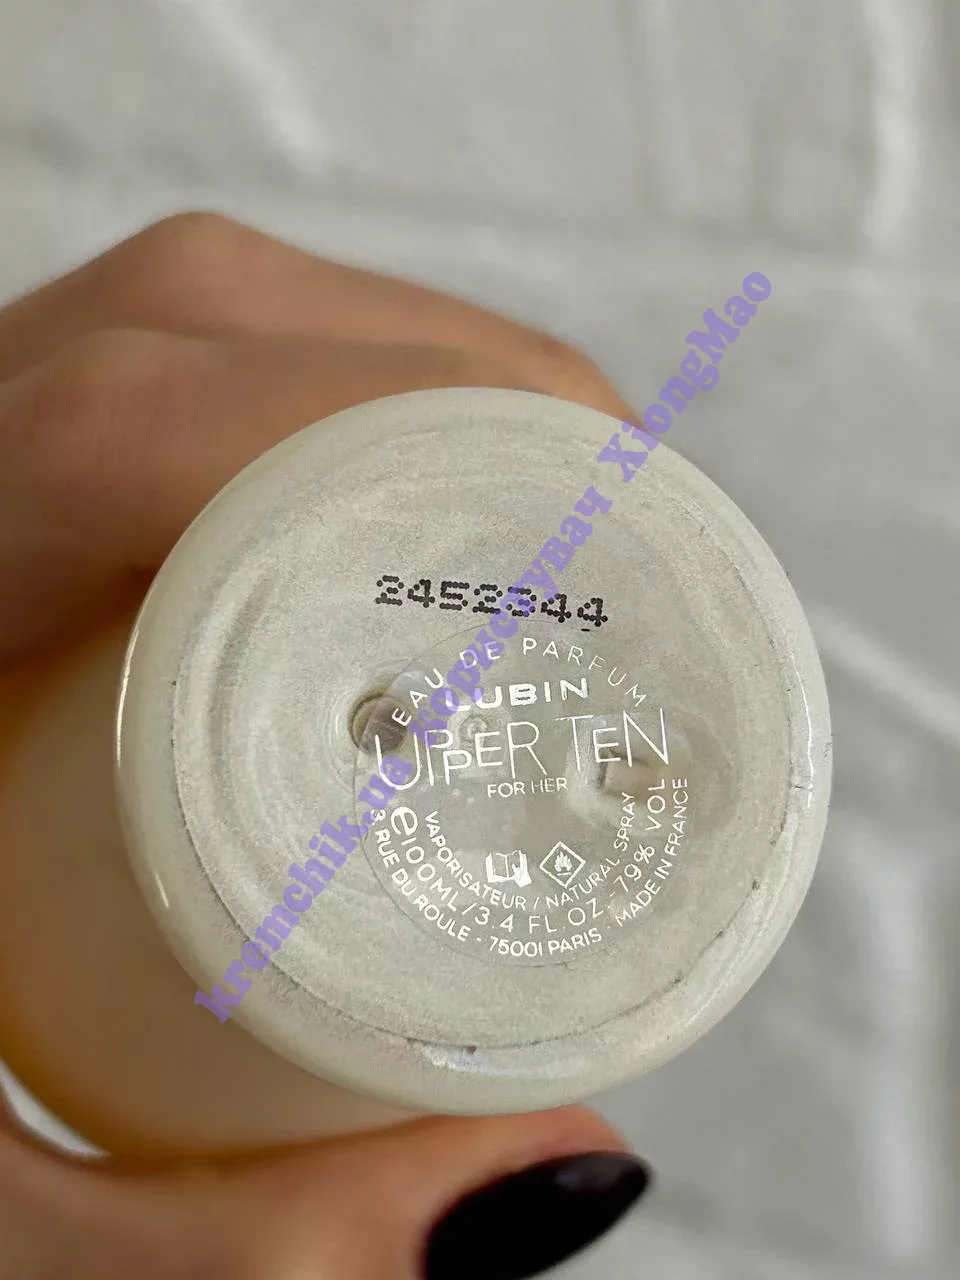 2452344
EAU DE PARFUM
LUBIN
UPPER TEN
FOR HER
VAPORISATEUR / NATURAL SPRAY
e100ML / 3.4 FL.OZ - 79% VOL
3 RUE DU ROULE - 75001 PARIS - MADE IN FRANCE
kremchik.ua користувач XiongMao